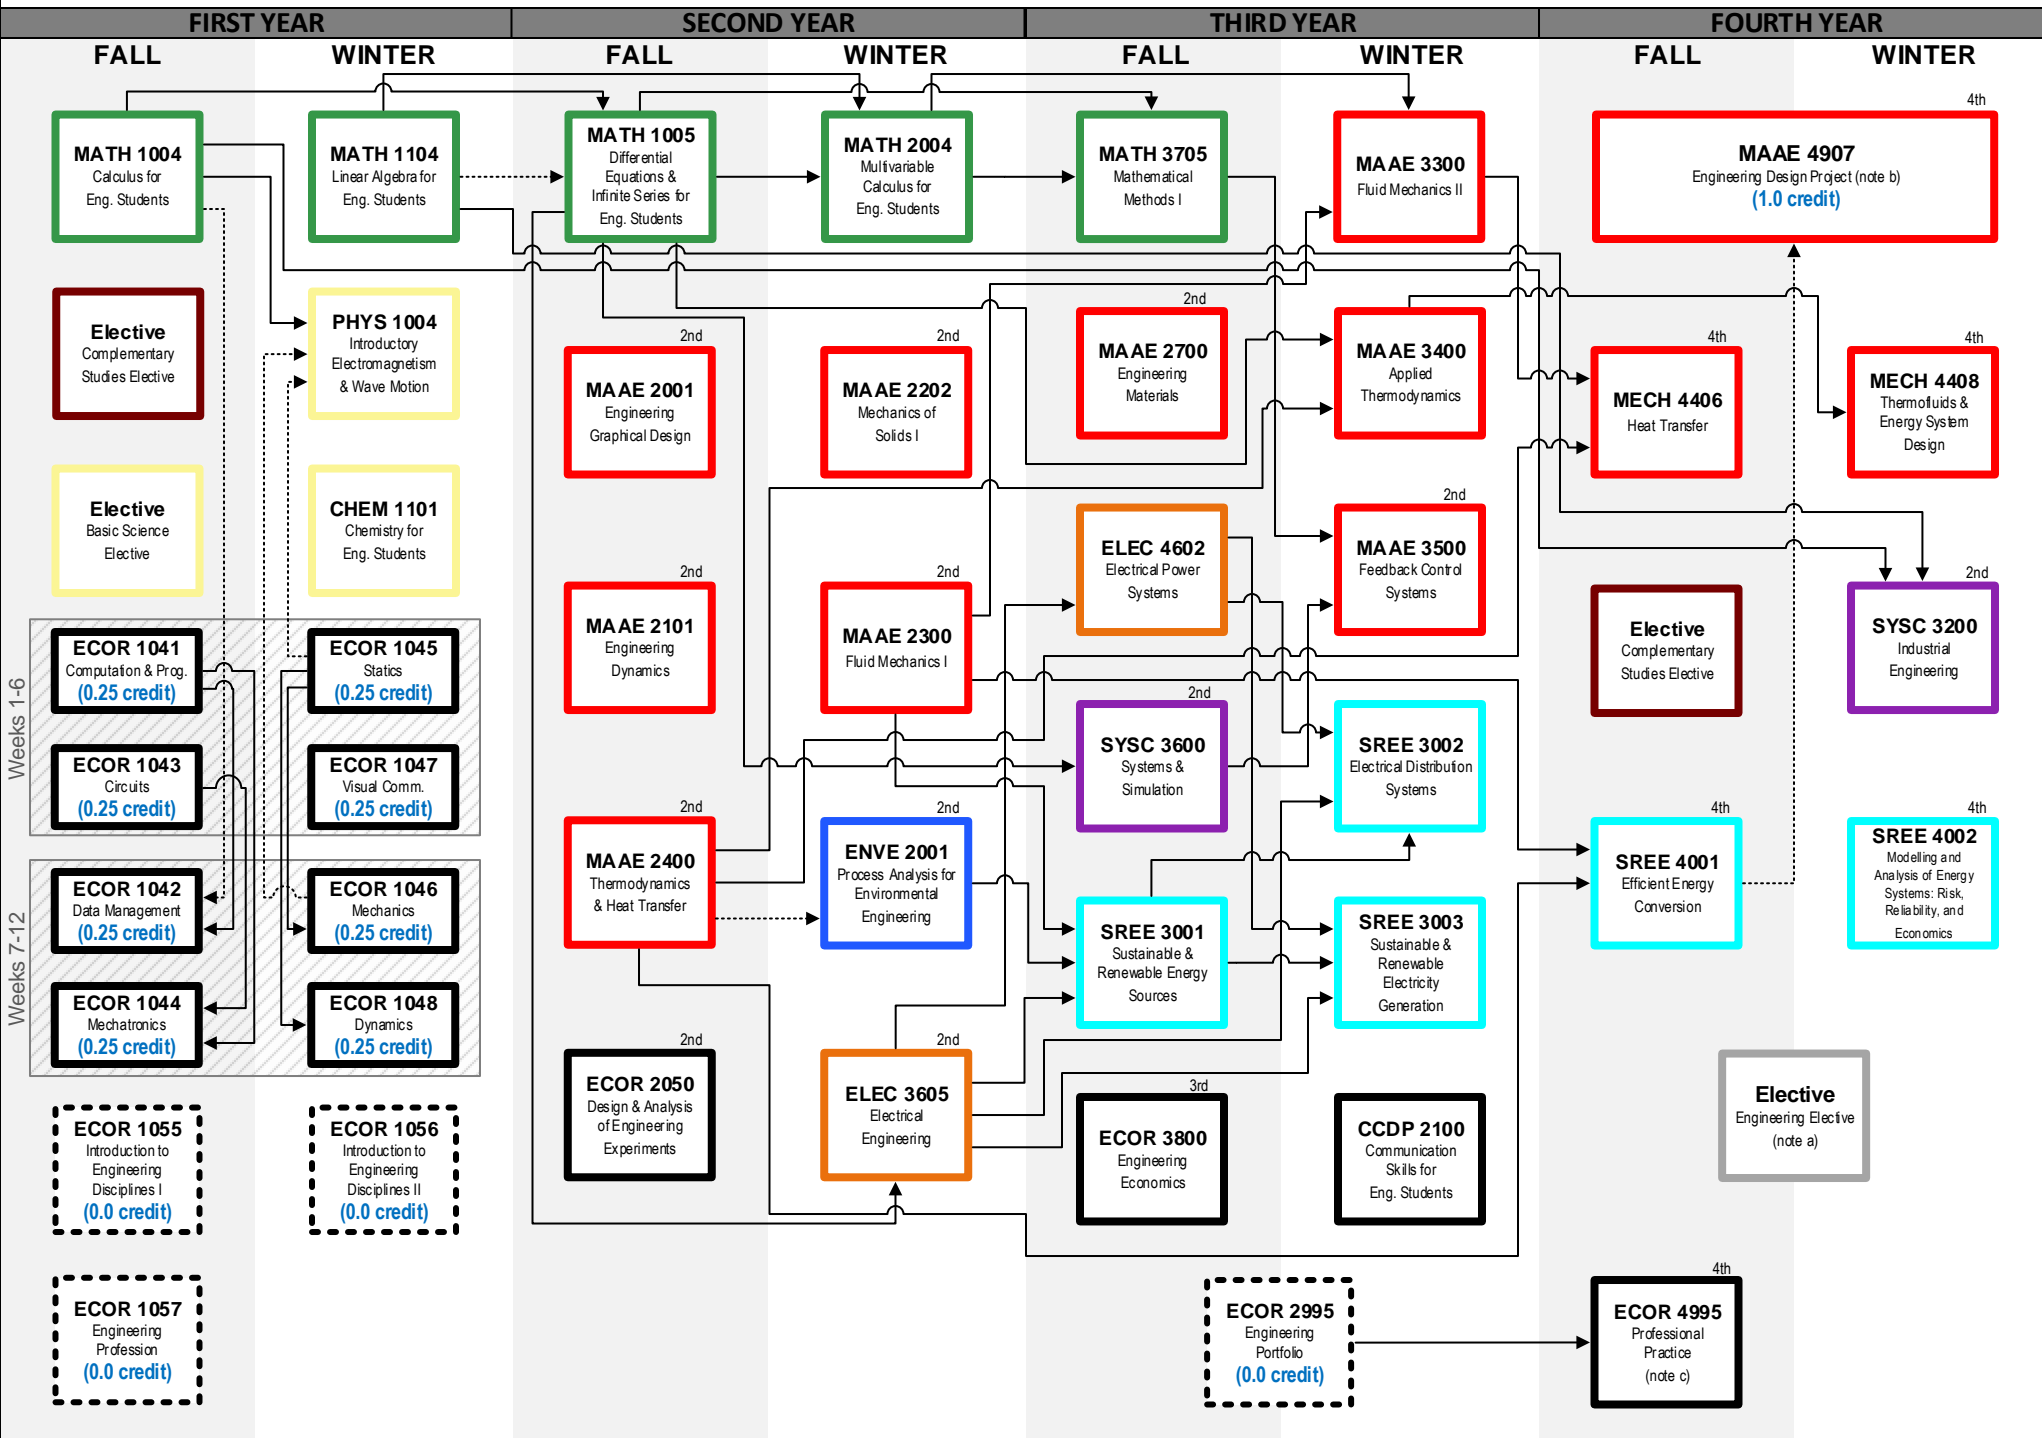 FIRST YEAR
SECOND YEAR
THIRD YEAR
FOURTH YEAR
FALL
WINTER
FALL
WINTER
FALL
WINTER
FALL
WINTER
MATH 1004
Calculus for
Eng. Students
Elective
Complementary
Studies Elective
Elective
Basic Science
Elective
Weeks 1-6
ECOR 1041
Computation & Prog.
(0.25 credit)
ECOR 1043
Circuits
(0.25 credit)
Weeks 7-12
ECOR 1042
Data Management
(0.25 credit)
ECOR 1044
Mechatronics
(0.25 credit)
ECOR 1055
Introduction to
Engineering
Disciplines I
(0.0 credit)
ECOR 1057
Engineering
Profession
(0.0 credit)
MATH 1104
Linear Algebra for
Eng. Students
PHYS 1004
Introductory
Electromagnetism
& Wave Motion
CHEM 1101
Chemistry for
Eng. Students
ECOR 1045
Statics
(0.25 credit)
ECOR 1047
Visual Comm.
(0.25 credit)
ECOR 1046
Mechanics
(0.25 credit)
ECOR 1048
Dynamics
(0.25 credit)
ECOR 1056
Introduction to
Engineering
Disciplines II
(0.0 credit)
MATH 1005
Differential
Equations &
Infinite Series for
Eng. Students
2nd
MAAE 2001
Engineering
Graphical Design
2nd
MAAE 2101
Engineering
Dynamics
2nd
MAAE 2400
Thermodynamics
& Heat Transfer
2nd
ECOR 2050
Design & Analysis
of Engineering
Experiments
MATH 2004
Multivariable
Calculus for
Eng. Students
2nd
MAAE 2202
Mechanics of
Solids I
2nd
MAAE 2300
Fluid Mechanics I
2nd
ENVE 2001
Process Analysis for
Environmental
Engineering
2nd
ELEC 3605
Electrical
Engineering
MATH 3705
Mathematical
Methods I
2nd
MAAE 2700
Engineering
Materials
ELEC 4602
Electrical Power
Systems
2nd
SYSC 3600
Systems &
Simulation
SREE 3001
Sustainable &
Renewable Energy
Sources
3rd
ECOR 3800
Engineering
Economics
ECOR 2995
Engineering
Portfolio
(0.0 credit)
MAAE 3300
Fluid Mechanics II
MAAE 3400
Applied
Thermodynamics
2nd
MAAE 3500
Feedback Control
Systems
SREE 3002
Electrical Distribution
Systems
SREE 3003
Sustainable &
Renewable
Electricity
Generation
CCDP 2100
Communication
Skills for
Eng. Students
4th
MAAE 4907
Engineering Design Project (note b)
(1.0 credit)
4th
MECH 4406
Heat Transfer
Elective
Complementary
Studies Elective
4th
SREE 4001
Efficient Energy
Conversion
Elective
Engineering Elective
(note a)
4th
ECOR 4995
Professional
Practice
(note c)
4th
MECH 4408
Thermofluids &
Energy System
Design
2nd
SYSC 3200
Industrial
Engineering
4th
SREE 4002
Modelling and
Analysis of Energy
Systems: Risk,
Reliability, and
Economics